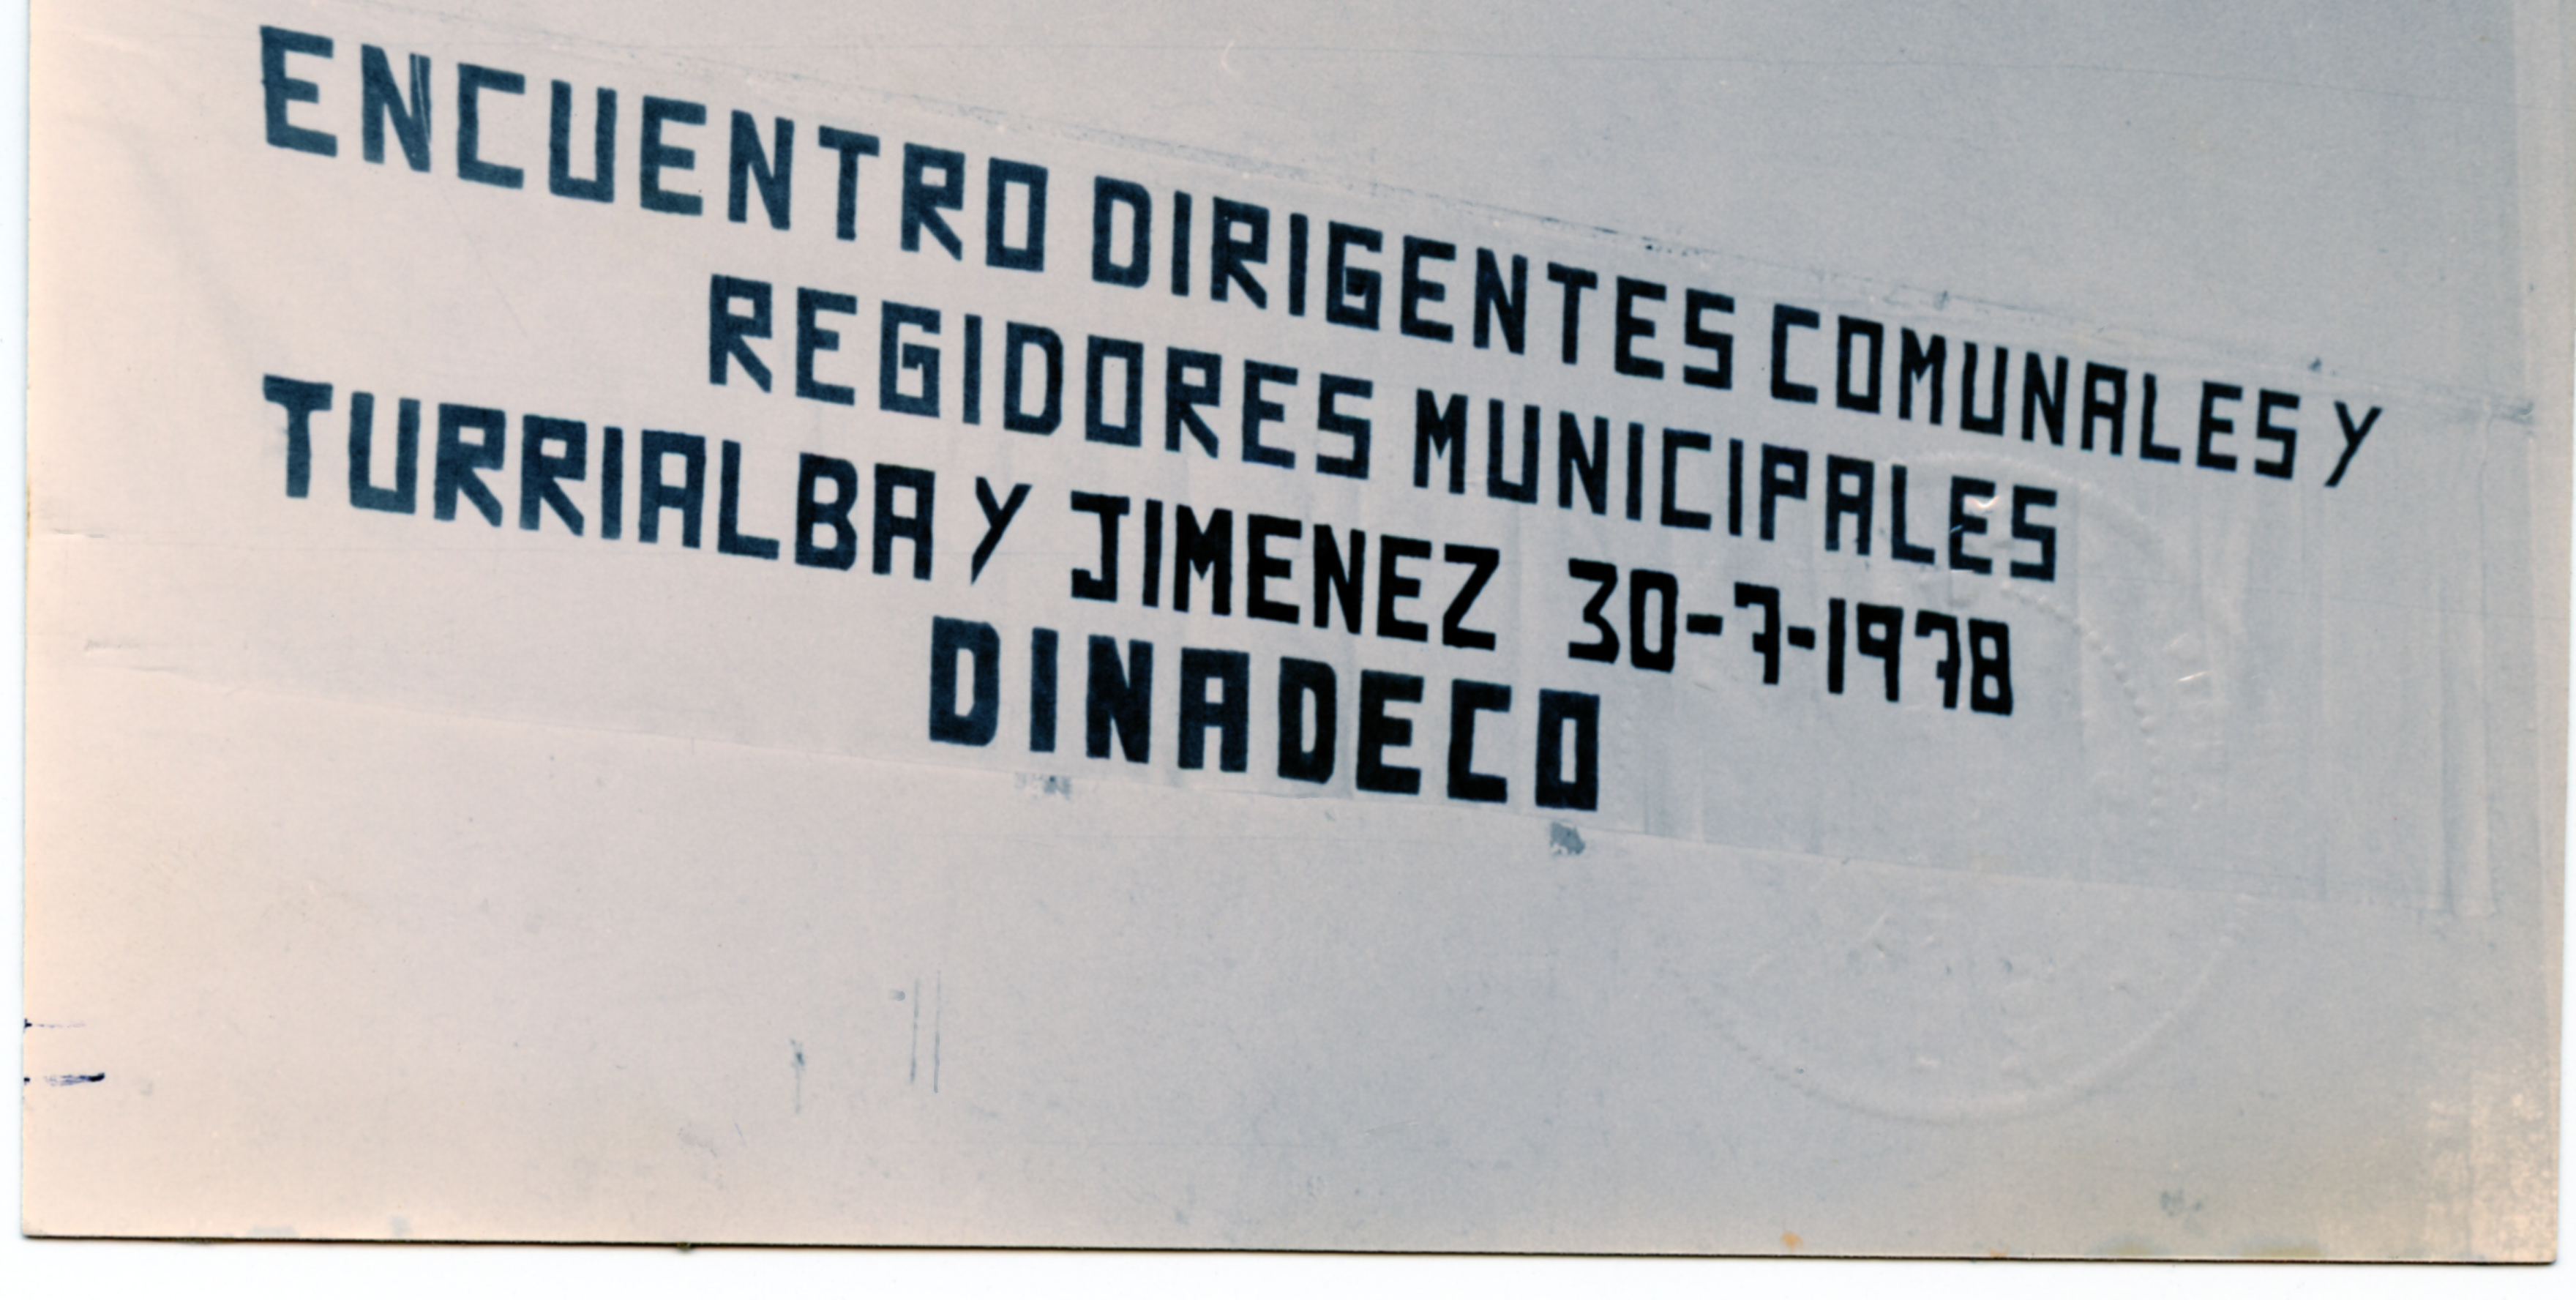 ENCUENTRO DIRIGENTES COMUNALES Y
REGIDORES MUNICIPALES
TURRIALBA Y JIMENEZ 30-7-1978
DINADECO